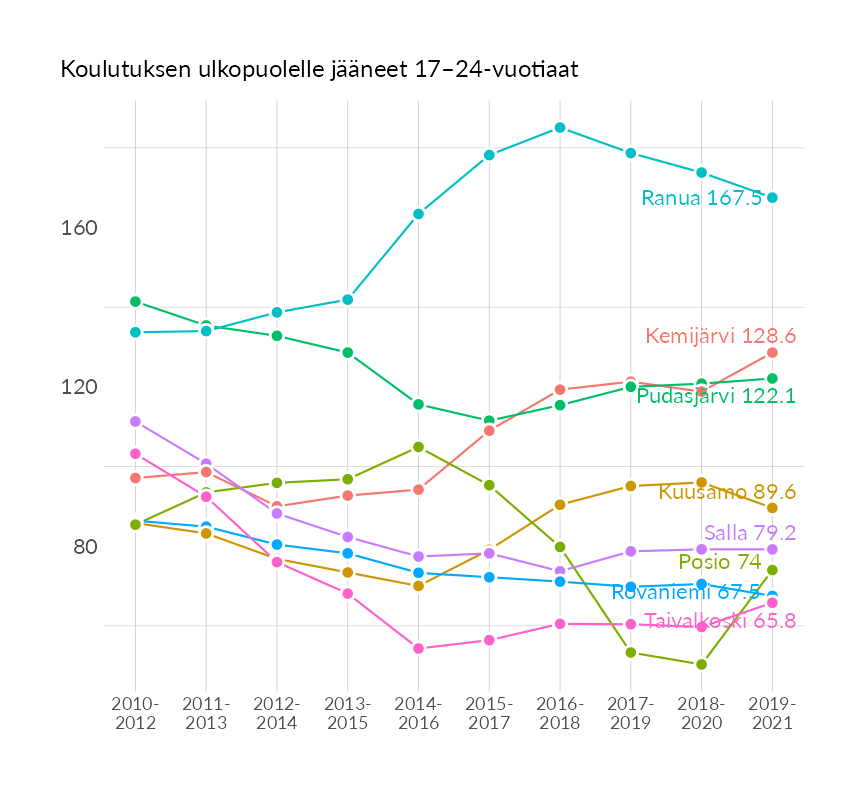 Koulutuksen ulkopuolelle jääneet 17–24-vuotiaat
Ranua 167.5
160
Kemijärvi 128.6
120
Pudasjärvi 122.1
Kuusamo 89.6
Salla 79.2
80
Posio 74
Rovaniemi 67.5
Taivalkoski 65.8
2010- 2011- 2012- 2013- 2014- 2015- 2016- 2017- 2018- 2019-
2012 2013 2014 2015 2016 2017 2018 2019 2020 2021